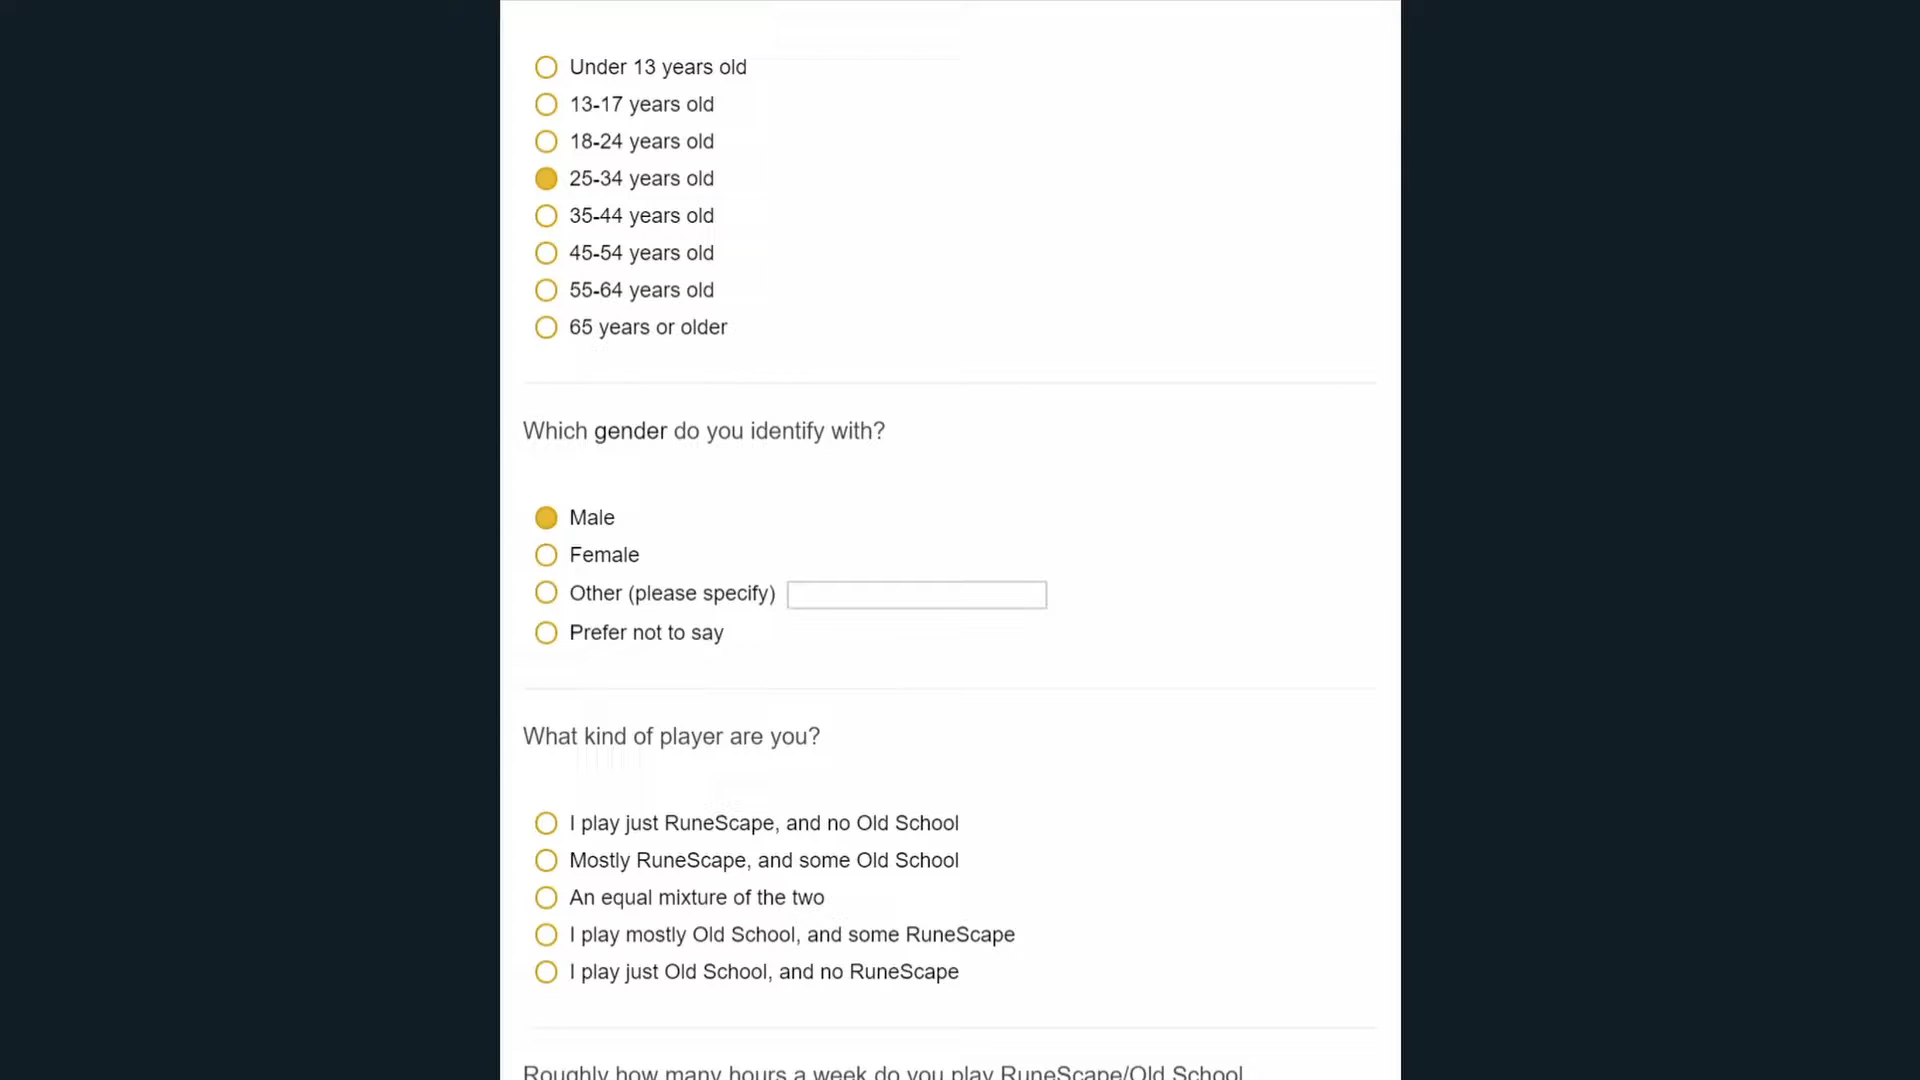 Under 13 years old
13-17 years old
18-24 years old
25-34 years old
35-44 years old
45-54 years old
55-64 years old
65 years or older
Which gender do you identify with?
Male
Female
Other (please specify)
Prefer not to say
What kind of player are you?
I play just RuneScape, and no Old School
Mostly RuneScape, and some Old School
An equal mixture of the two
I play mostly Old School, and some RuneScape
I play just Old School, and no RuneScape
Roughly how many hours a week do you play RuneScape/Old School